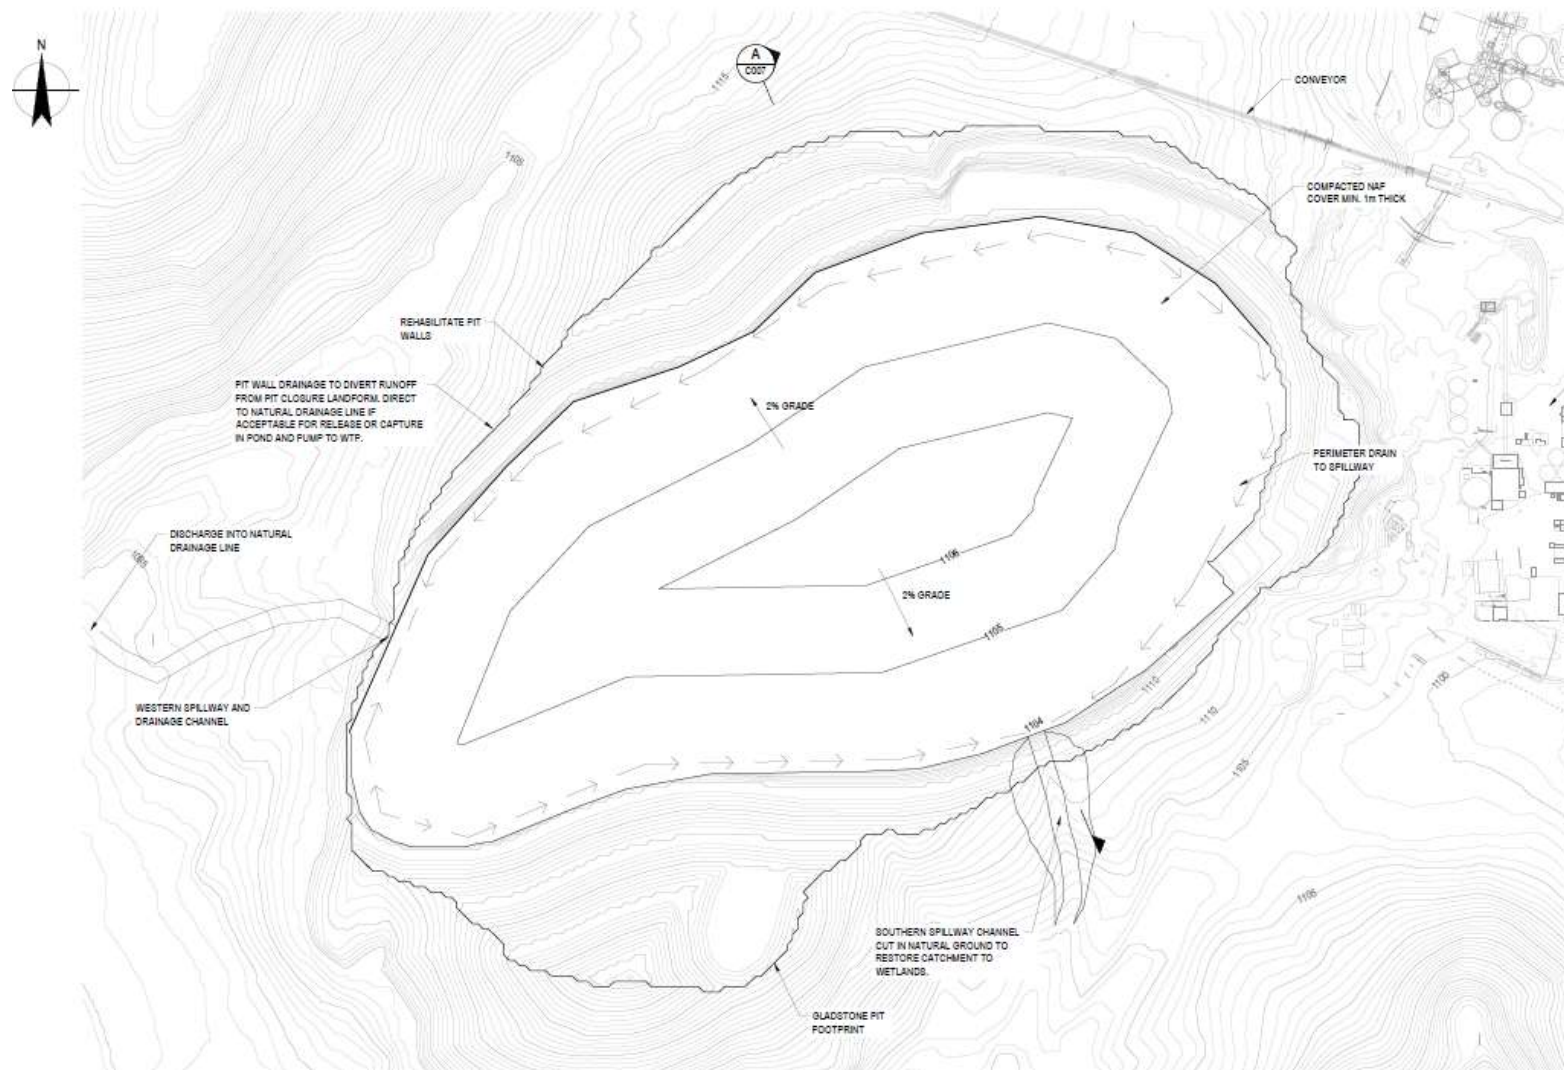 N
A
C007
1115
CONVEYOR
1105
COMPACTED NAF
COVER MIN. 1m THICK
REHABILITATE PIT
WALLS
PIT WALL DRAINAGE TO DIVERT RUNOFF
FROM PIT CLOSURE LANDFORM. DIRECT
TO NATURAL DRAINAGE LINE IF
ACCEPTABLE FOR RELEASE OR CAPTURE
IN POND AND PUMP TO WTP.
2% GRADE
PERIMETER DRAIN
TO SPILLWAY
DISCHARGE INTO NATURAL
DRAINAGE LINE
1106
2% GRADE
1105
WESTERN SPILLWAY AND
DRAINAGE CHANNEL
1110
1100
1110
1104
1105
1105
SOUTHERN SPILLWAY CHANNEL
CUT IN NATURAL GROUND TO
RESTORE CATCHMENT TO
WETLANDS.
GLADSTONE PIT
FOOTPRINT